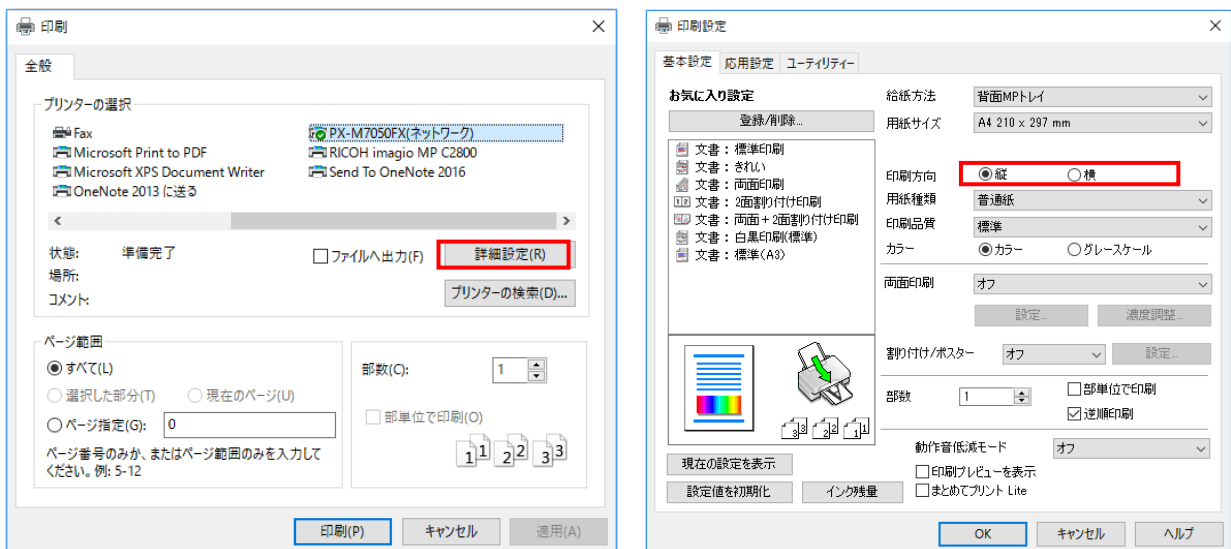 印刷
全般
プリンターの選択
Fax
PX-M7050FX(ネットワーク)
Microsoft Print to PDF
RICOH imagio MP C2800
Microsoft XPS Document Writer
Send To OneNote 2016
OneNote 2013 に送る
状態: 準備完了
ファイルへ出力(F)
詳細設定(R)
場所:
コメント:
プリンターの検索(D)...
ページ範囲
すべて(L)
選択した部分(T) 現在のページ(U)
ページ指定(G): 0
ページ番号のみか、またはページ範囲のみを入力して
ください。例: 5-12
部数(C): 1
部単位で印刷(O)
1 1 2 2 3 3
印刷(P) キャンセル 適用(A)
印刷設定
基本設定 応用設定 ユーティリティー
お気に入り設定
登録/削除...
文書:標準印刷
文書:きれい
文書:両面印刷
文書:2面割り付け印刷
文書:両面+2面割り付け印刷
文書:白黒印刷(標準)
文書:標準(A3)
3 3 2 2 1 1
現在の設定を表示
設定値を初期化 インク残量
給紙方法 背面MPトレイ
用紙サイズ A4 210 x 297 mm
印刷方向 縦 横
用紙種類 普通紙
印刷品質 標準
カラー カラー グレースケール
両面印刷 オフ
設定... 濃度調整...
割り付け/ポスター オフ 設定...
部数 1 部単位で印刷
逆順印刷
動作音低減モード オフ
印刷プレビューを表示
まとめてプリント Lite
OK キャンセル ヘルプ